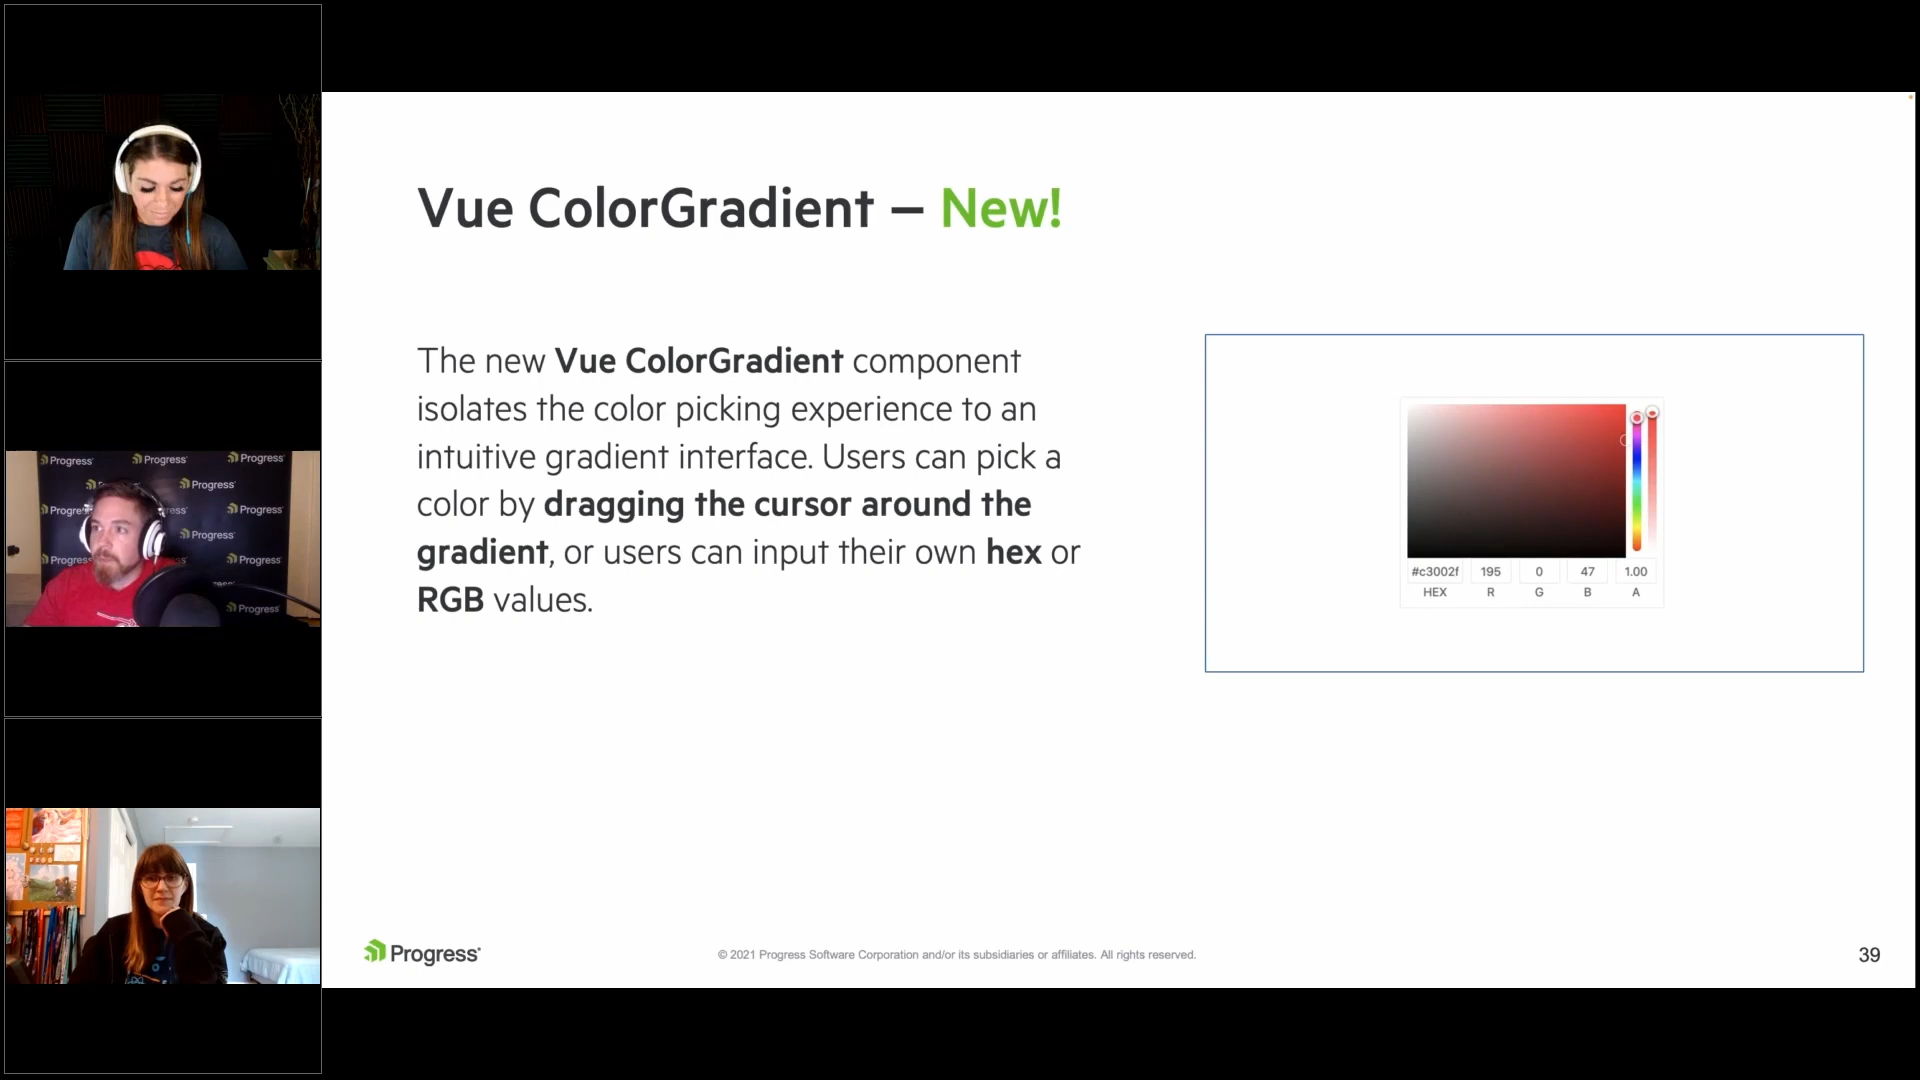 Vue ColorGradient – New!
The new Vue ColorGradient component
isolates the color picking experience to an
intuitive gradient interface. Users can pick a
color by dragging the cursor around the
gradient, or users can input their own hex or
RGB values.
#c3002f 195 0 47 1.00
HEX R G B A
Progress
© 2021 Progress Software Corporation and/or its subsidiaries or affiliates. All rights reserved.
39
Progress Progress Progress
Progress
Progress
Progress
Progress Progress
Progress